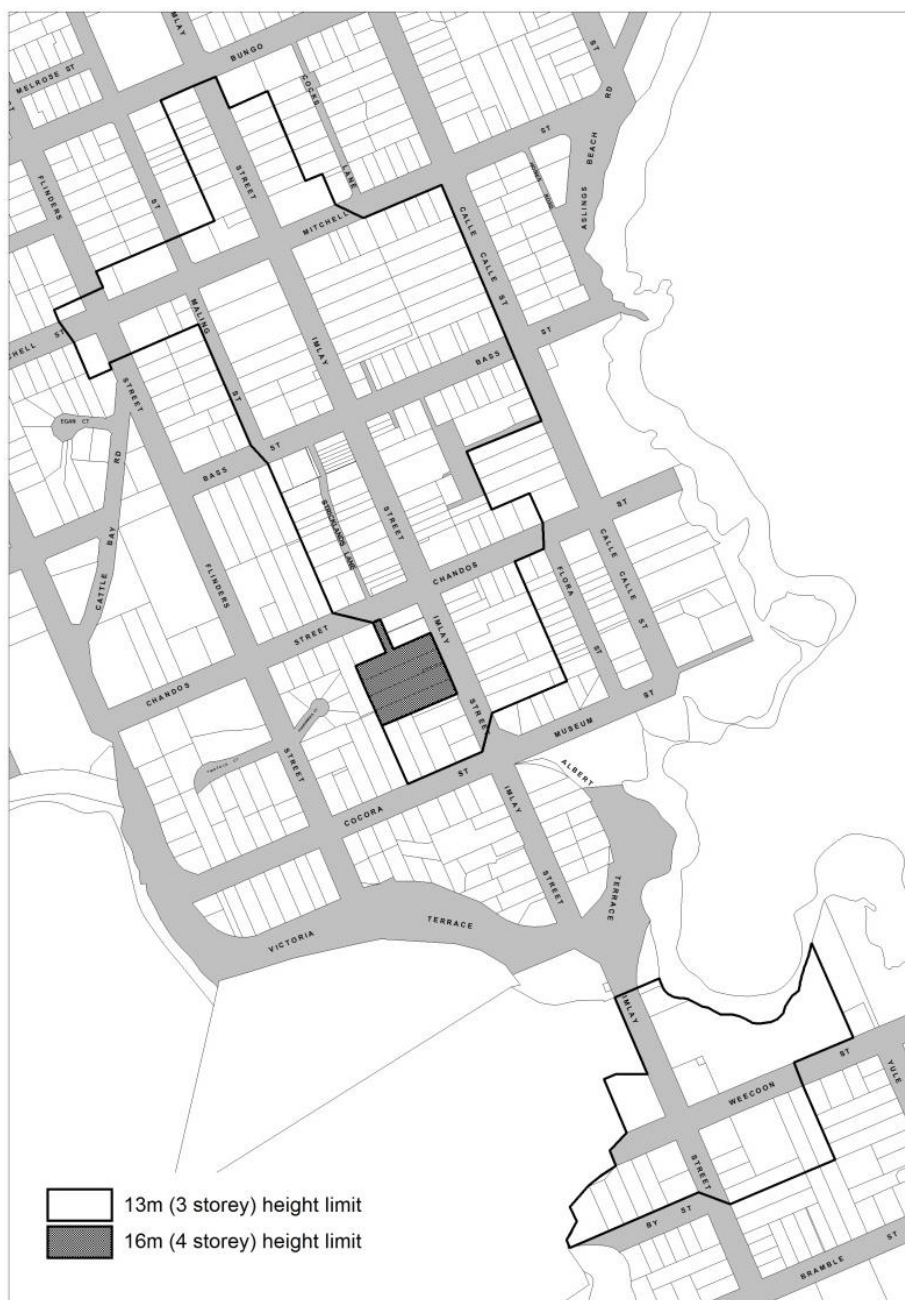 IMLAY
ST
BUNGO
MELROSE ST
ST
COCKS
LANE
ASLINGS BEACH RD
ST
FLINDERS
ST
STREET
MITCHELL
CALLE CALLE ST
CHELL ST
MALING
ST
IMLAY
BASS ST
STREET
EGAN CT
CATTLE BAY RD
BASS ST
STRICKLANDS LANE
STREET
ST
FLINDERS
CHANDOS
CALLE CALLE ST
FLORA
ST
STREET
IMLAY
CHANDOS
STREET
MUSEUM ST
STREET
ALBERT
COCORA ST
IMLAY
STREET
TERRACE
TERRACE
VICTORIA
IMLAY
WEECOON ST
YULE
STREET
BY ST
BRAMBLE ST
13m (3 storey) height limit
16m (4 storey) height limit